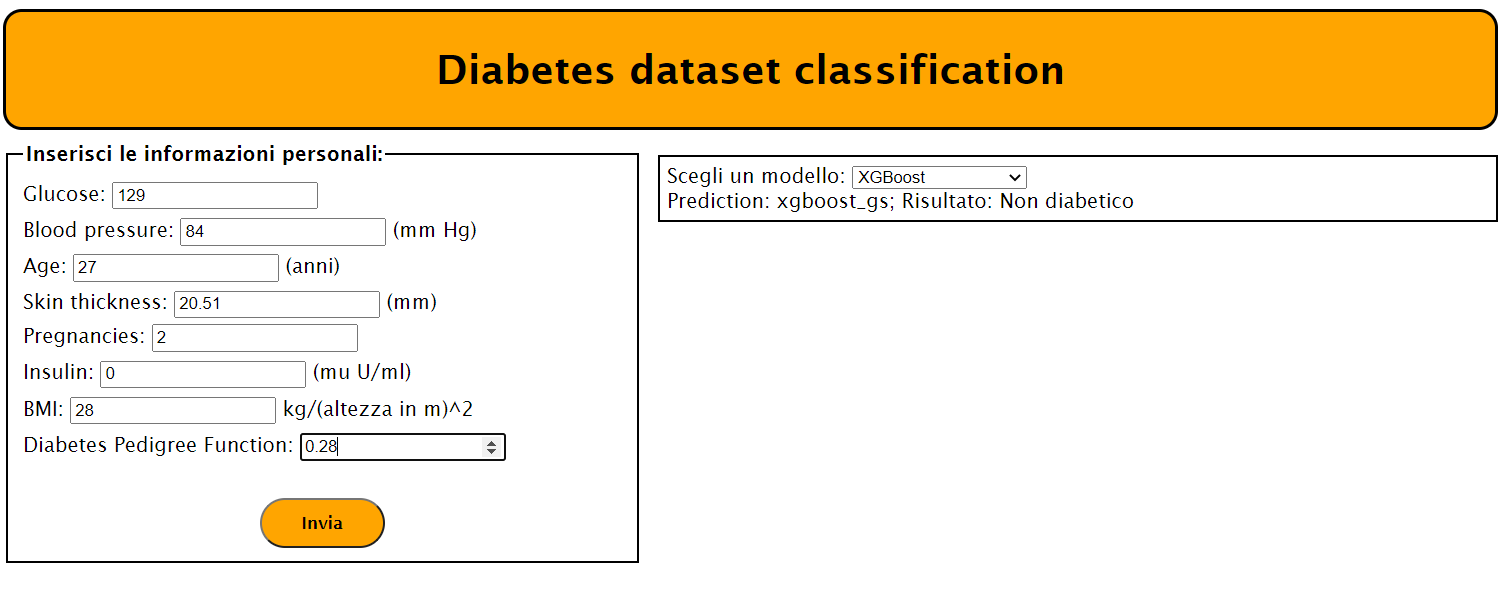 Diabetes dataset classification
Inserisci le informazioni personali:
Glucose: 129
Blood pressure: 84 (mm Hg)
Age: 27 (anni)
Skin thickness: 20.51 (mm)
Pregnancies: 2
Insulin: 0 (mu U/ml)
BMI: 28 kg/(altezza in m)^2
Diabetes Pedigree Function: 0.28
Invia
Scegli un modello: XGBoost
Prediction: xgboost_gs; Risultato: Non diabetico